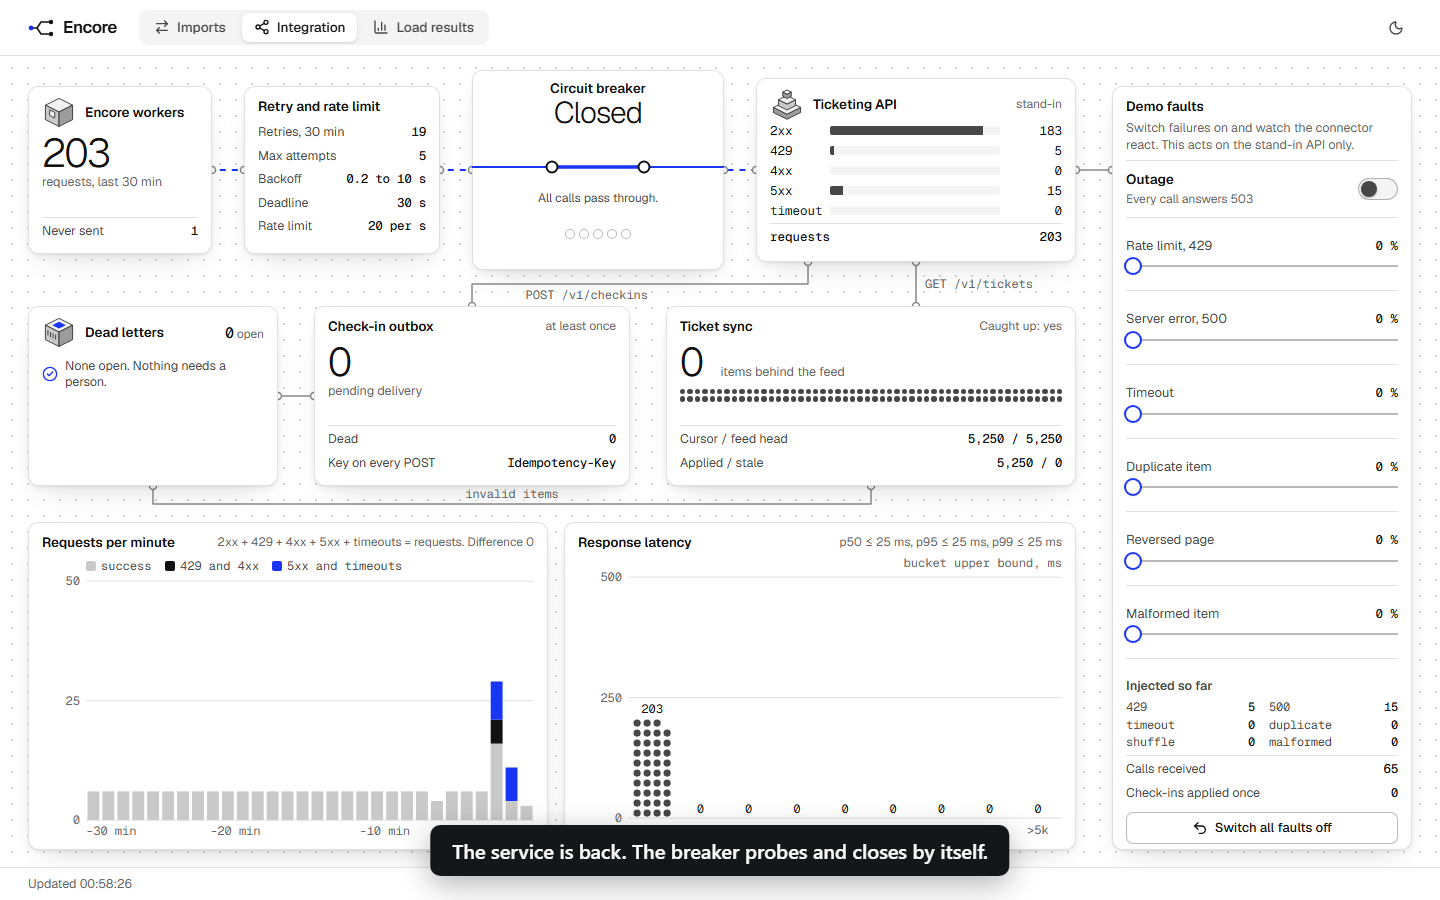 Encore
Imports
Integration
Load results
Encore workers
203
requests, last 30 min
Never sent 1
Retry and rate limit
Retries, 30 min 19
Max attempts 5
Backoff 0.2 to 10 s
Deadline 30 s
Rate limit 20 per s
Circuit breaker
Closed
All calls pass through.
Ticketing API stand-in
2xx 183
429 5
4xx 0
5xx 15
timeout 0
requests 203
POST /v1/checkins
GET /v1/tickets
Dead letters 0 open
None open. Nothing needs a
person.
Check-in outbox at least once
0
pending delivery
Dead 0
Key on every POST Idempotency-Key
Ticket sync Caught up: yes
0 items behind the feed
Cursor / feed head 5,250 / 5,250
Applied / stale 5,250 / 0
invalid items
Requests per minute 2xx + 429 + 4xx + 5xx + timeouts = requests. Difference 0
success 429 and 4xx 5xx and timeouts
50
25
0
-30 min -20 min -10 min
Response latency p50 ≤ 25 ms, p95 ≤ 25 ms, p99 ≤ 25 ms
bucket upper bound, ms
500
250
203
0 0 0 0 0 0 0 0
0
>5k
Demo faults
Switch failures on and watch the connector
react. This acts on the stand-in API only.
Outage
Every call answers 503
Rate limit, 429 0 %
Server error, 500 0 %
Timeout 0 %
Duplicate item 0 %
Reversed page 0 %
Malformed item 0 %
Injected so far
429 5 500 15
timeout 0 duplicate 0
shuffle 0 malformed 0
Calls received 65
Check-ins applied once 0
Switch all faults off
The service is back. The breaker probes and closes by itself.
Updated 00:58:26